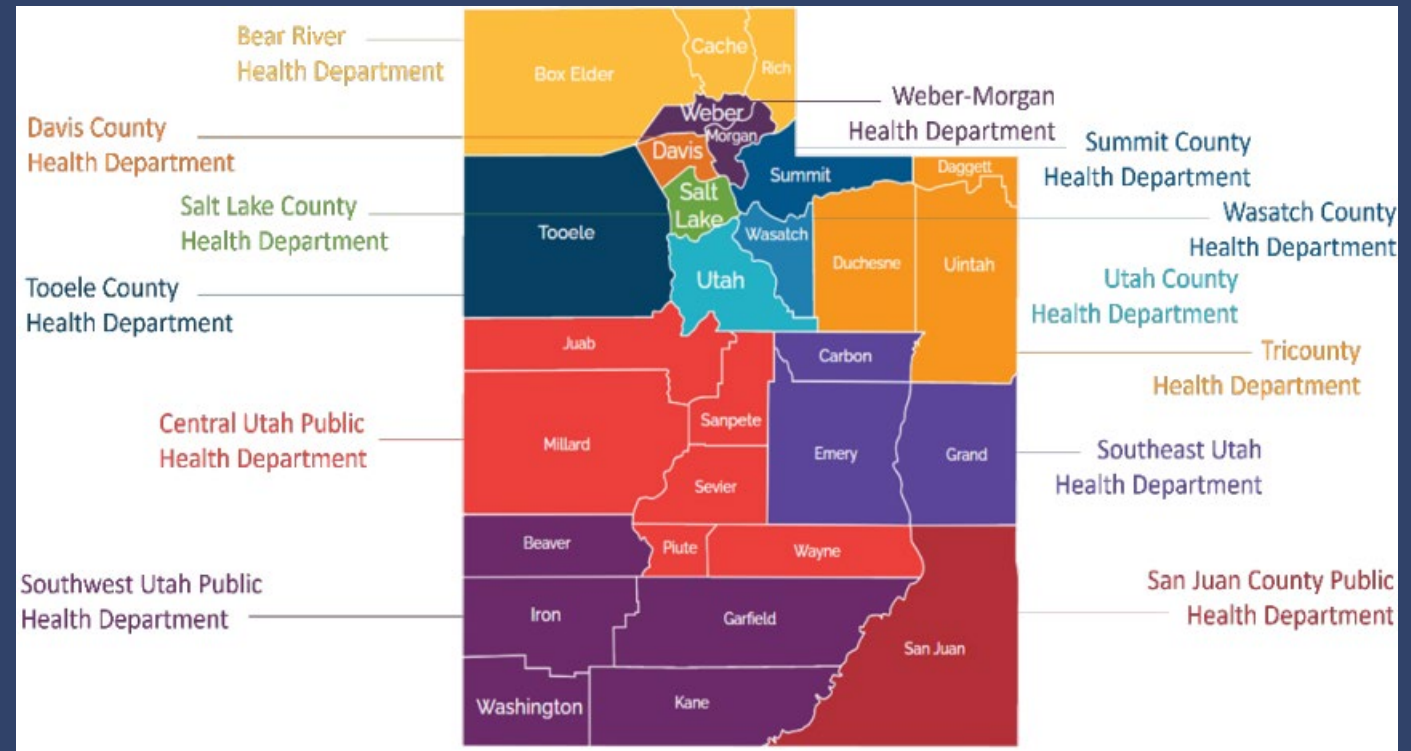 Bear River
Health Department
Cache
Box Elder
Rich
Weber-Morgan
Health Department
Weber
Morgan
Davis County
Health Department
Davis
Summit County
Health Department
Summit
Daggett
Salt Lake County
Health Department
Salt
Lake
Wasatch County
Health Department
Tooele
Wasatch
Duchesne
Uintah
Utah
Utah County
Health Department
Tooele County
Health Department
Juab
Carbon
Tricounty
Health Department
Central Utah Public
Health Department
Sanpete
Millard
Emery
Grand
Southeast Utah
Health Department
Sevier
Beaver
Piute
Wayne
Southwest Utah Public
Health Department
San Juan County Public
Health Department
Iron
Garfield
San Juan
Washington
Kane